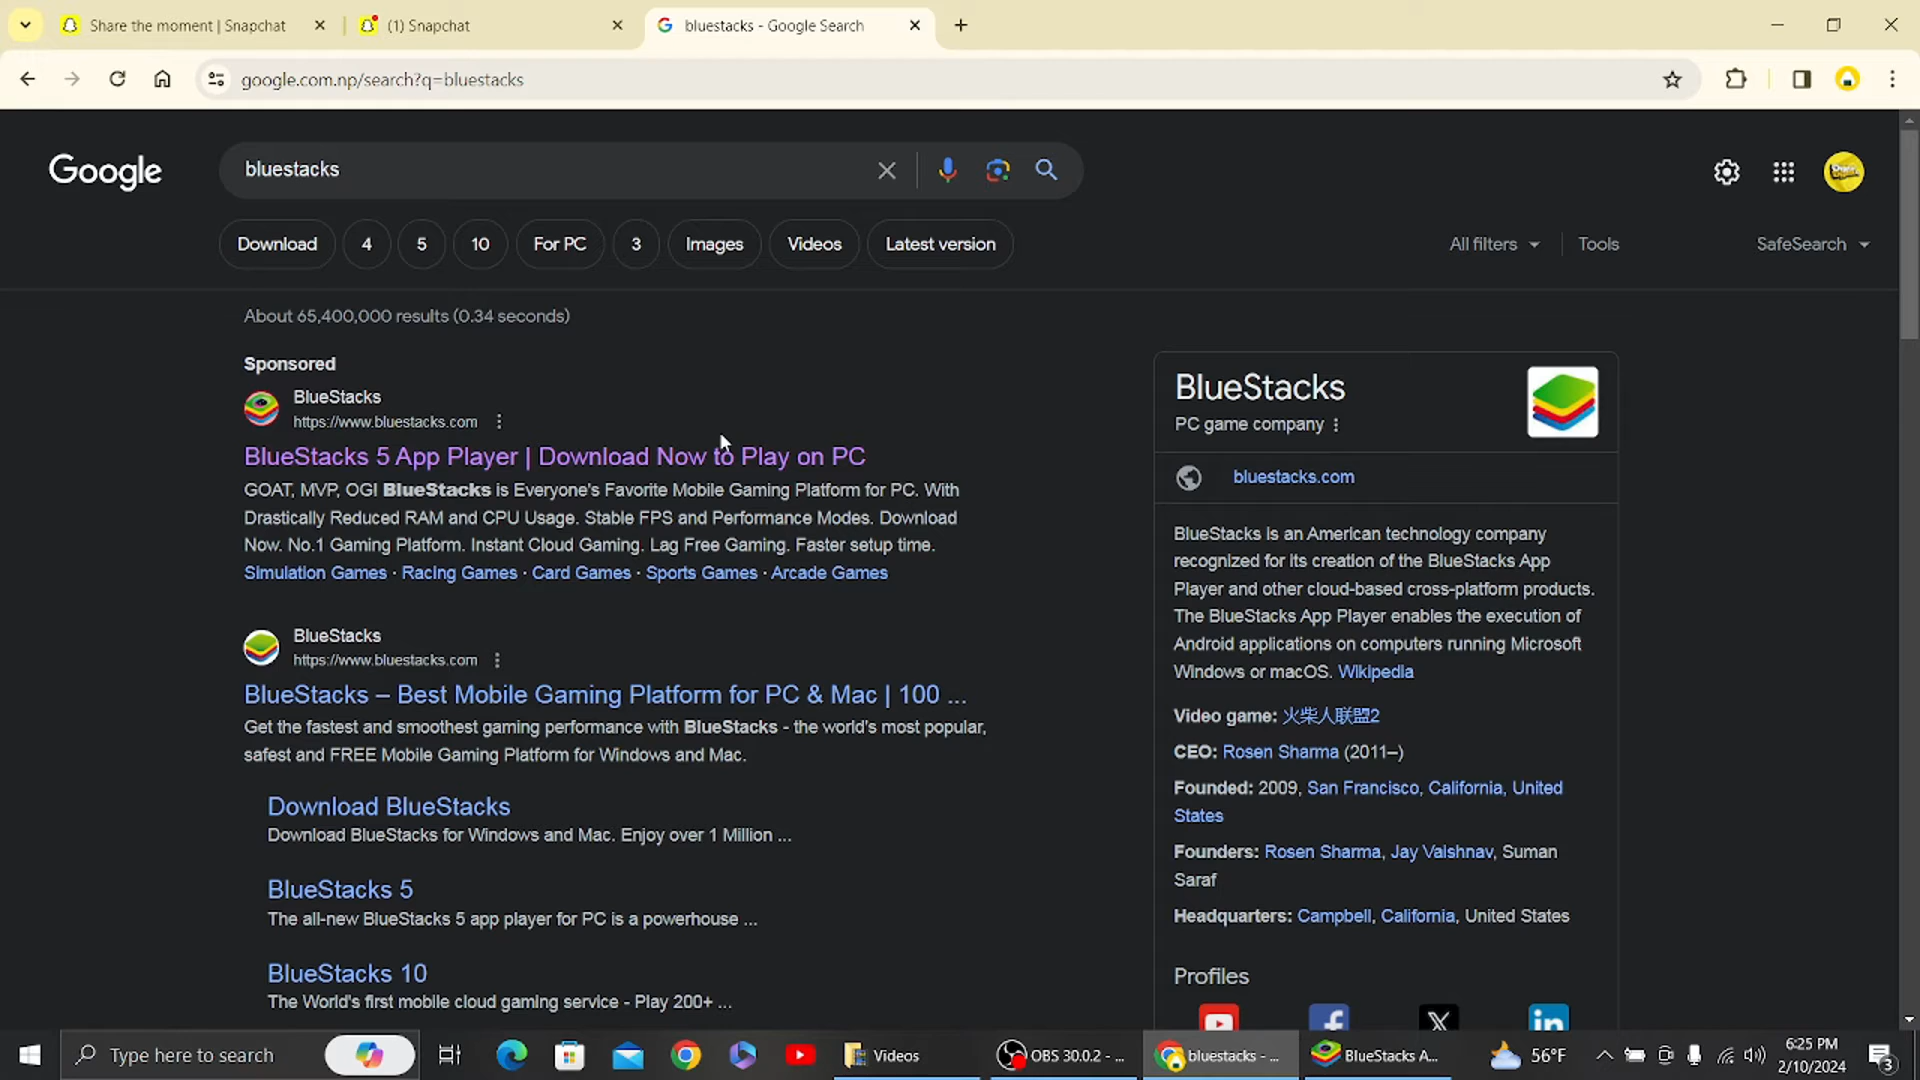 Share the moment | Snapchat
(1) Snapchat
bluestacks - Google Search
google.com.np/search?q=bluestacks
Google
bluestacks
Download
4
5
10
For PC
3
Images
Videos
Latest version
All filters
Tools
SafeSearch
About 65,400,000 results (0.34 seconds)
Sponsored
BlueStacks
https://www.bluestacks.com
BlueStacks 5 App Player | Download Now to Play on PC
GOAT, MVP, OG! BlueStacks is Everyone's Favorite Mobile Gaming Platform for PC. With
Drastically Reduced RAM and CPU Usage. Stable FPS and Performance Modes. Download
Now. No.1 Gaming Platform. Instant Cloud Gaming. Lag Free Gaming. Faster setup time.
Simulation Games · Racing Games · Card Games · Sports Games · Arcade Games
BlueStacks
https://www.bluestacks.com
BlueStacks – Best Mobile Gaming Platform for PC & Mac | 100 ...
Get the fastest and smoothest gaming performance with BlueStacks - the world's most popular,
safest and FREE Mobile Gaming Platform for Windows and Mac.
Download BlueStacks
Download BlueStacks for Windows and Mac. Enjoy over 1 Million ...
BlueStacks 5
The all-new BlueStacks 5 app player for PC is a powerhouse ...
BlueStacks 10
The World's first mobile cloud gaming service - Play 200+ ...
BlueStacks
PC game company
bluestacks.com
BlueStacks is an American technology company
recognized for its creation of the BlueStacks App
Player and other cloud-based cross-platform products.
The BlueStacks App Player enables the execution of
Android applications on computers running Microsoft
Windows or macOS. Wikipedia
Video game: 火柴人联盟2
CEO: Rosen Sharma (2011–)
Founded: 2009, San Francisco, California, United
States
Founders: Rosen Sharma, Jay Vaishnav, Suman
Saraf
Headquarters: Campbell, California, United States
Profiles
Type here to search
Videos
OBS 30.0.2 - ...
bluestacks - ...
BlueStacks A...
56°F
6:25 PM
2/10/2024
3